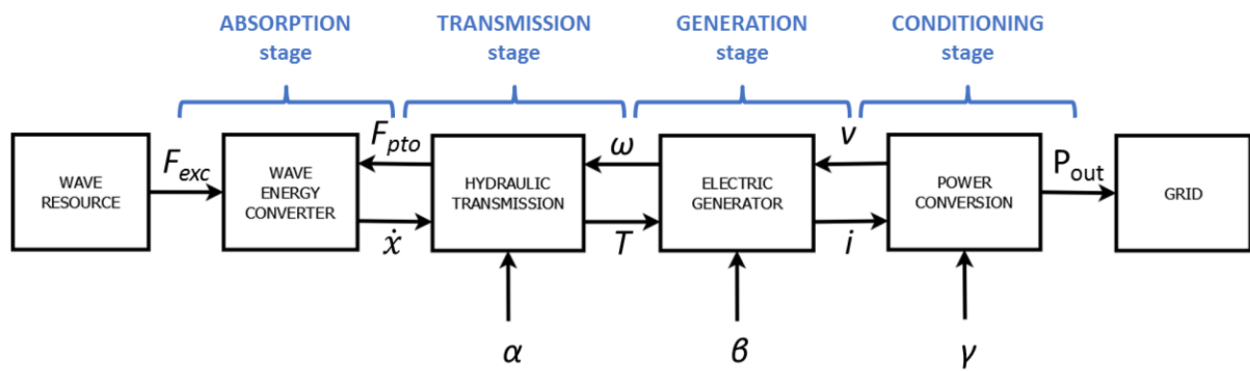 ABSORPTION
stage
TRANSMISSION
stage
GENERATION
stage
CONDITIONING
stage
WAVE
RESOURCE
F_exc
WAVE
ENERGY
CONVERTER
F_pto
ẋ
HYDRAULIC
TRANSMISSION
ω
T
ELECTRIC
GENERATOR
v
i
POWER
CONVERSION
P_out
GRID
α
β
γ